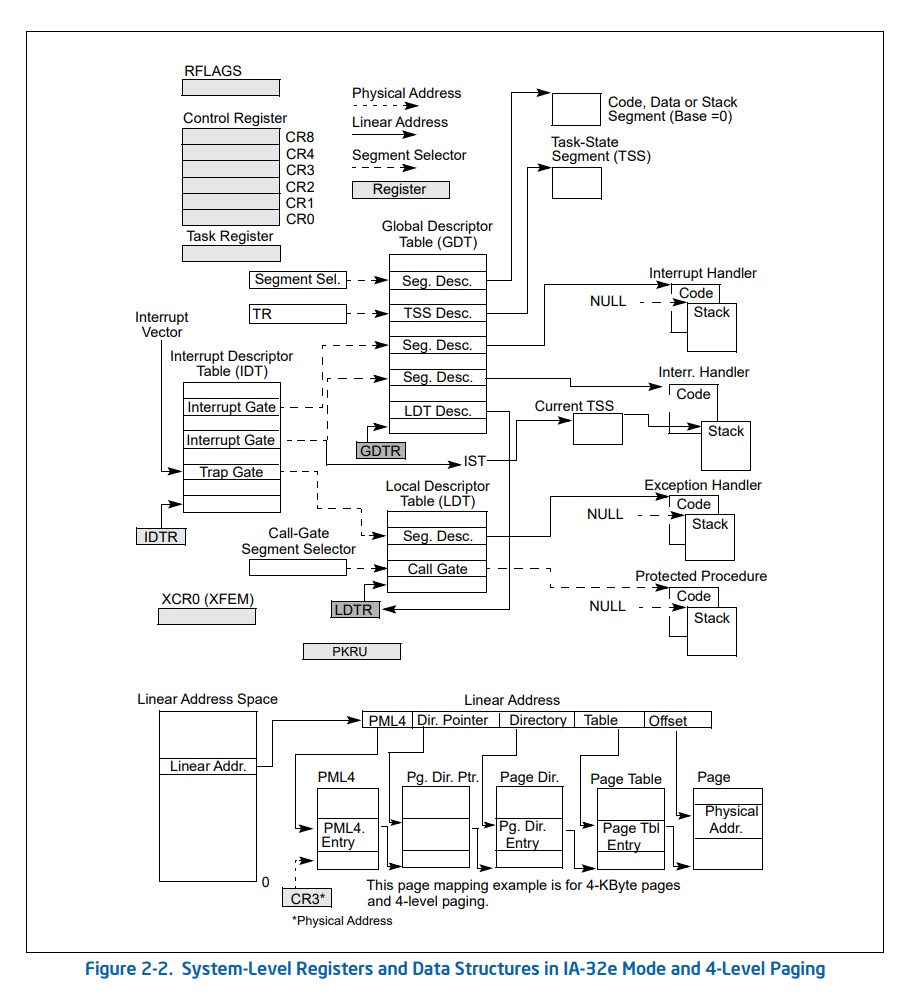 RFLAGS
Control Register
CR8
CR4
CR3
CR2
CR1
CR0
Task Register
Physical Address
Linear Address
Segment Selector
Register
Code, Data or Stack
Segment (Base =0)
Task-State
Segment (TSS)
Global Descriptor
Table (GDT)
Segment Sel.
Seg. Desc.
TR
TSS Desc.
Seg. Desc.
Seg. Desc.
LDT Desc.
GDTR
Interrupt Handler
Code
NULL
Stack
Interrupt
Vector
Interrupt Descriptor
Table (IDT)
Interrupt Gate
Interrupt Gate
Trap Gate
IDTR
Interr. Handler
Code
Current TSS
Stack
IST
Local Descriptor
Table (LDT)
Seg. Desc.
Call Gate
Call-Gate
Segment Selector
LDTR
Exception Handler
Code
NULL
Stack
Protected Procedure
Code
NULL
Stack
XCR0 (XFEM)
PKRU
Linear Address Space
Linear Addr.
0
Linear Address
PML4
Dir. Pointer
Directory
Table
Offset
PML4
Pg. Dir. Ptr.
Page Dir.
Page Table
Page
PML4.
Entry
Pg. Dir.
Entry
Page Tbl
Entry
Physical
Addr.
CR3*
*Physical Address
This page mapping example is for 4-KByte pages
and 4-level paging.
Figure 2-2. System-Level Registers and Data Structures in IA-32e Mode and 4-Level Paging